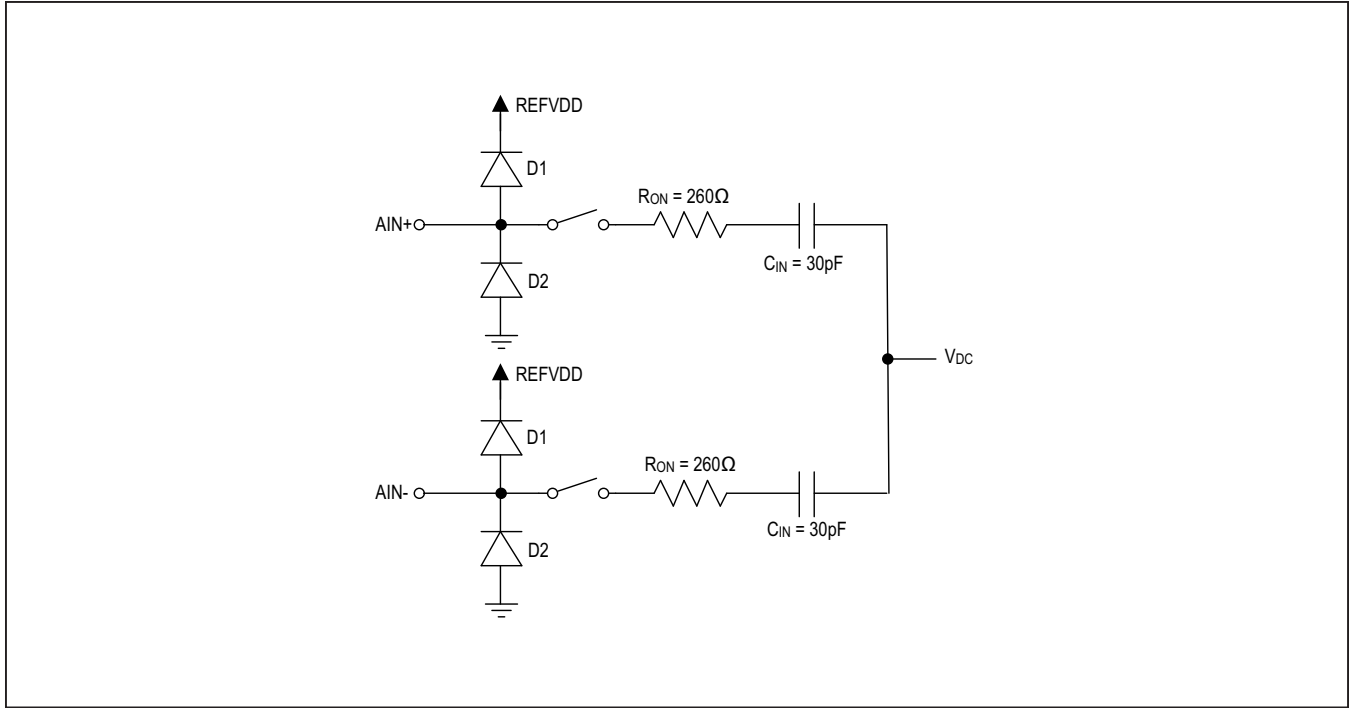 REFVDD
D1
RON = 260Ω
AIN+
CIN = 30pF
D2
VDC
REFVDD
D1
RON = 260Ω
AIN-
CIN = 30pF
D2